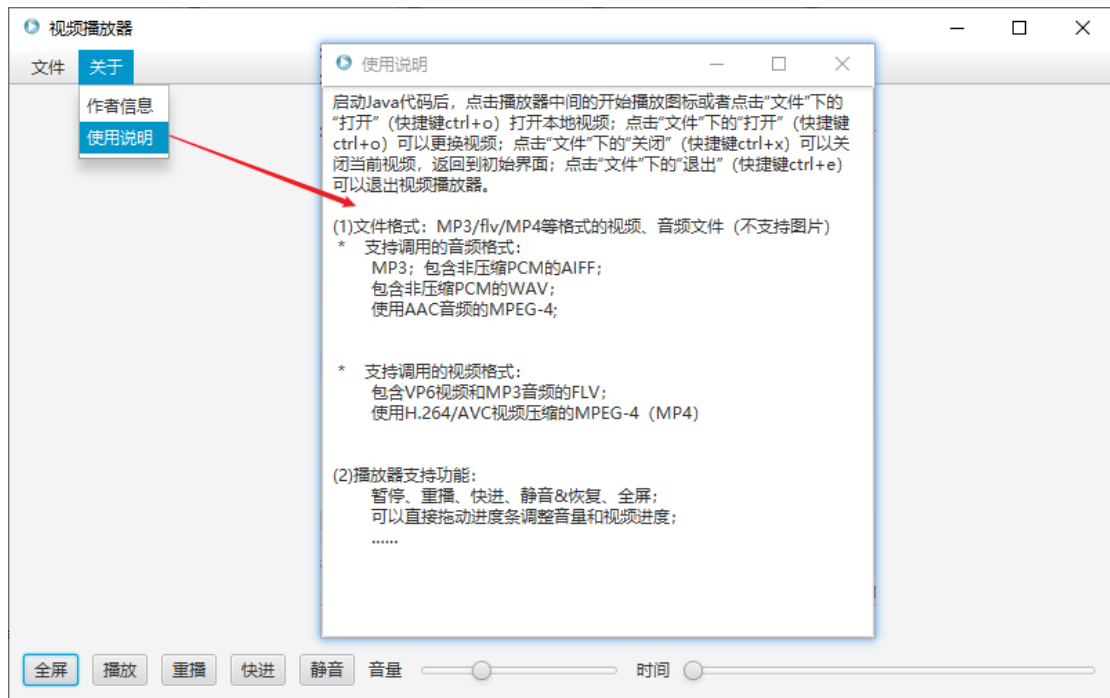 视频播放器
文件 关于
作者信息
使用说明
使用说明
启动Java代码后，点击播放器中间的开始播放图标或者点击“文件”下的
“打开”（快捷键ctrl+o）打开本地视频；点击“文件”下的“打开”（快捷键
ctrl+o）可以更换视频；点击“文件”下的“关闭”（快捷键ctrl+x）可以关
闭当前视频，返回到初始界面；点击“文件”下的“退出”（快捷键ctrl+e）
可以退出视频播放器。
(1)文件格式：MP3/flv/MP4等格式的视频、音频文件（不支持图片）
* 支持调用的音频格式：
MP3；包含非压缩PCM的AIFF；
包含非压缩PCM的WAV；
使用AAC音频的MPEG-4;
* 支持调用的视频格式：
包含VP6视频和MP3音频的FLV；
使用H.264/AVC视频压缩的MPEG-4（MP4）
(2)播放器支持功能：
暂停、重播、快进、静音&恢复、全屏；
可以直接拖动进度条调整音量和视频进度；
......
全屏 播放 重播 快进 静音 音量 时间